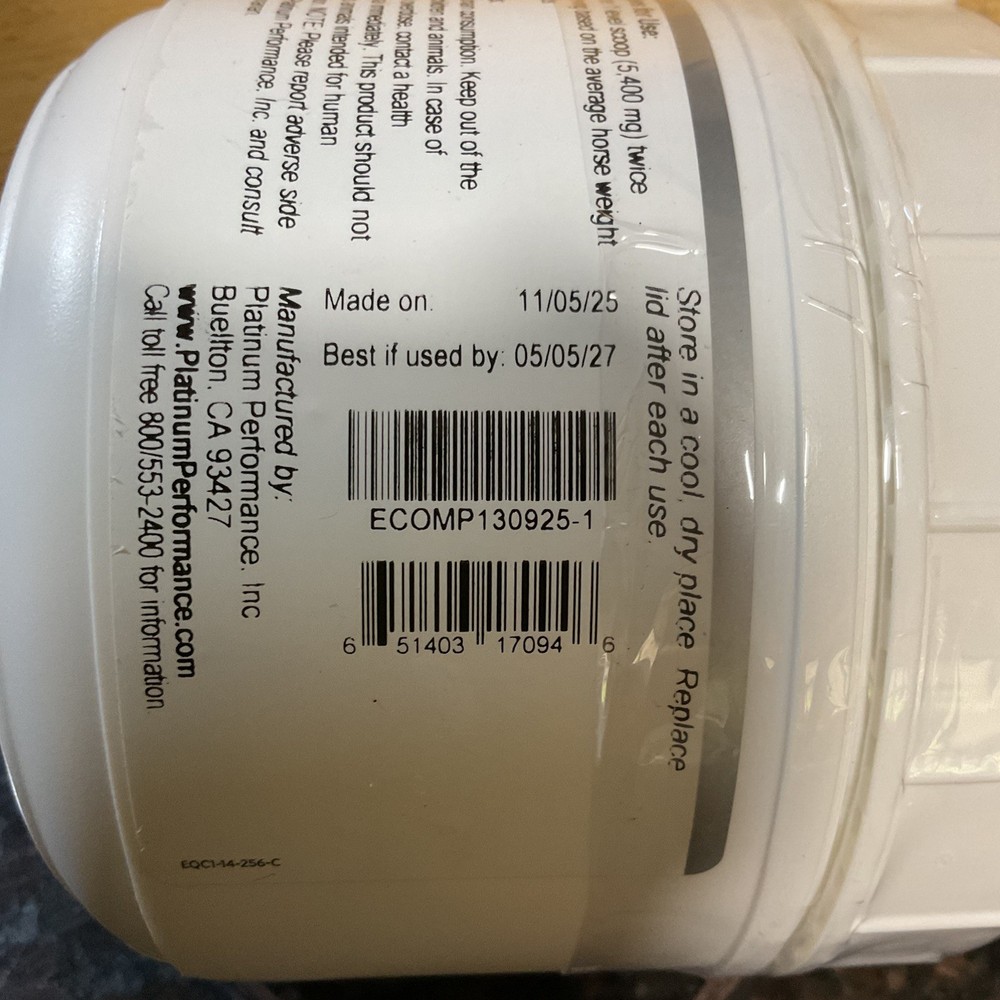 for Use:
level scoop (5,400 mg) twice
based on the average horse weight
consumption. Keep out of the
and animals. In case of
contact a health
immediately. This product should not
intended for human
NOTE: Please report adverse side
Performance, Inc. and consult
Store in a cool, dry place Replace
lid after each use.
Made on. 11/05/25
Best if used by: 05/05/27
ECOMP130925-1
6 51403 17094 6
Manufactured by:
Platinum Performance, Inc
Buellton, CA 93427
www.PlatinumPerformance.com
Call toll free 800/553-2400 for information.
EQC1-14-256-C